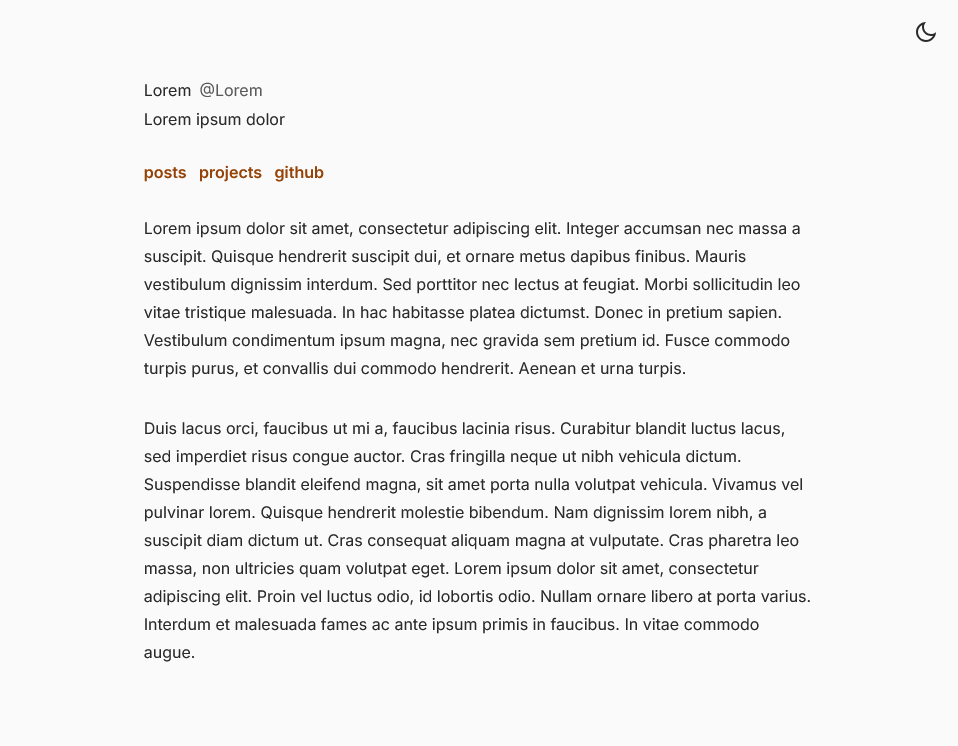 Lorem @Lorem
Lorem ipsum dolor
posts projects github
Lorem ipsum dolor sit amet, consectetur adipiscing elit. Integer accumsan nec massa a
suscipit. Quisque hendrerit suscipit dui, et ornare metus dapibus finibus. Mauris
vestibulum dignissim interdum. Sed porttitor nec lectus at feugiat. Morbi sollicitudin leo
vitae tristique malesuada. In hac habitasse platea dictumst. Donec in pretium sapien.
Vestibulum condimentum ipsum magna, nec gravida sem pretium id. Fusce commodo
turpis purus, et convallis dui commodo hendrerit. Aenean et urna turpis.
Duis lacus orci, faucibus ut mi a, faucibus lacinia risus. Curabitur blandit luctus lacus,
sed imperdiet risus congue auctor. Cras fringilla neque ut nibh vehicula dictum.
Suspendisse blandit eleifend magna, sit amet porta nulla volutpat vehicula. Vivamus vel
pulvinar lorem. Quisque hendrerit molestie bibendum. Nam dignissim lorem nibh, a
suscipit diam dictum ut. Cras consequat aliquam magna at vulputate. Cras pharetra leo
massa, non ultricies quam volutpat eget. Lorem ipsum dolor sit amet, consectetur
adipiscing elit. Proin vel luctus odio, id lobortis odio. Nullam ornare libero at porta varius.
Interdum et malesuada fames ac ante ipsum primis in faucibus. In vitae commodo
augue.